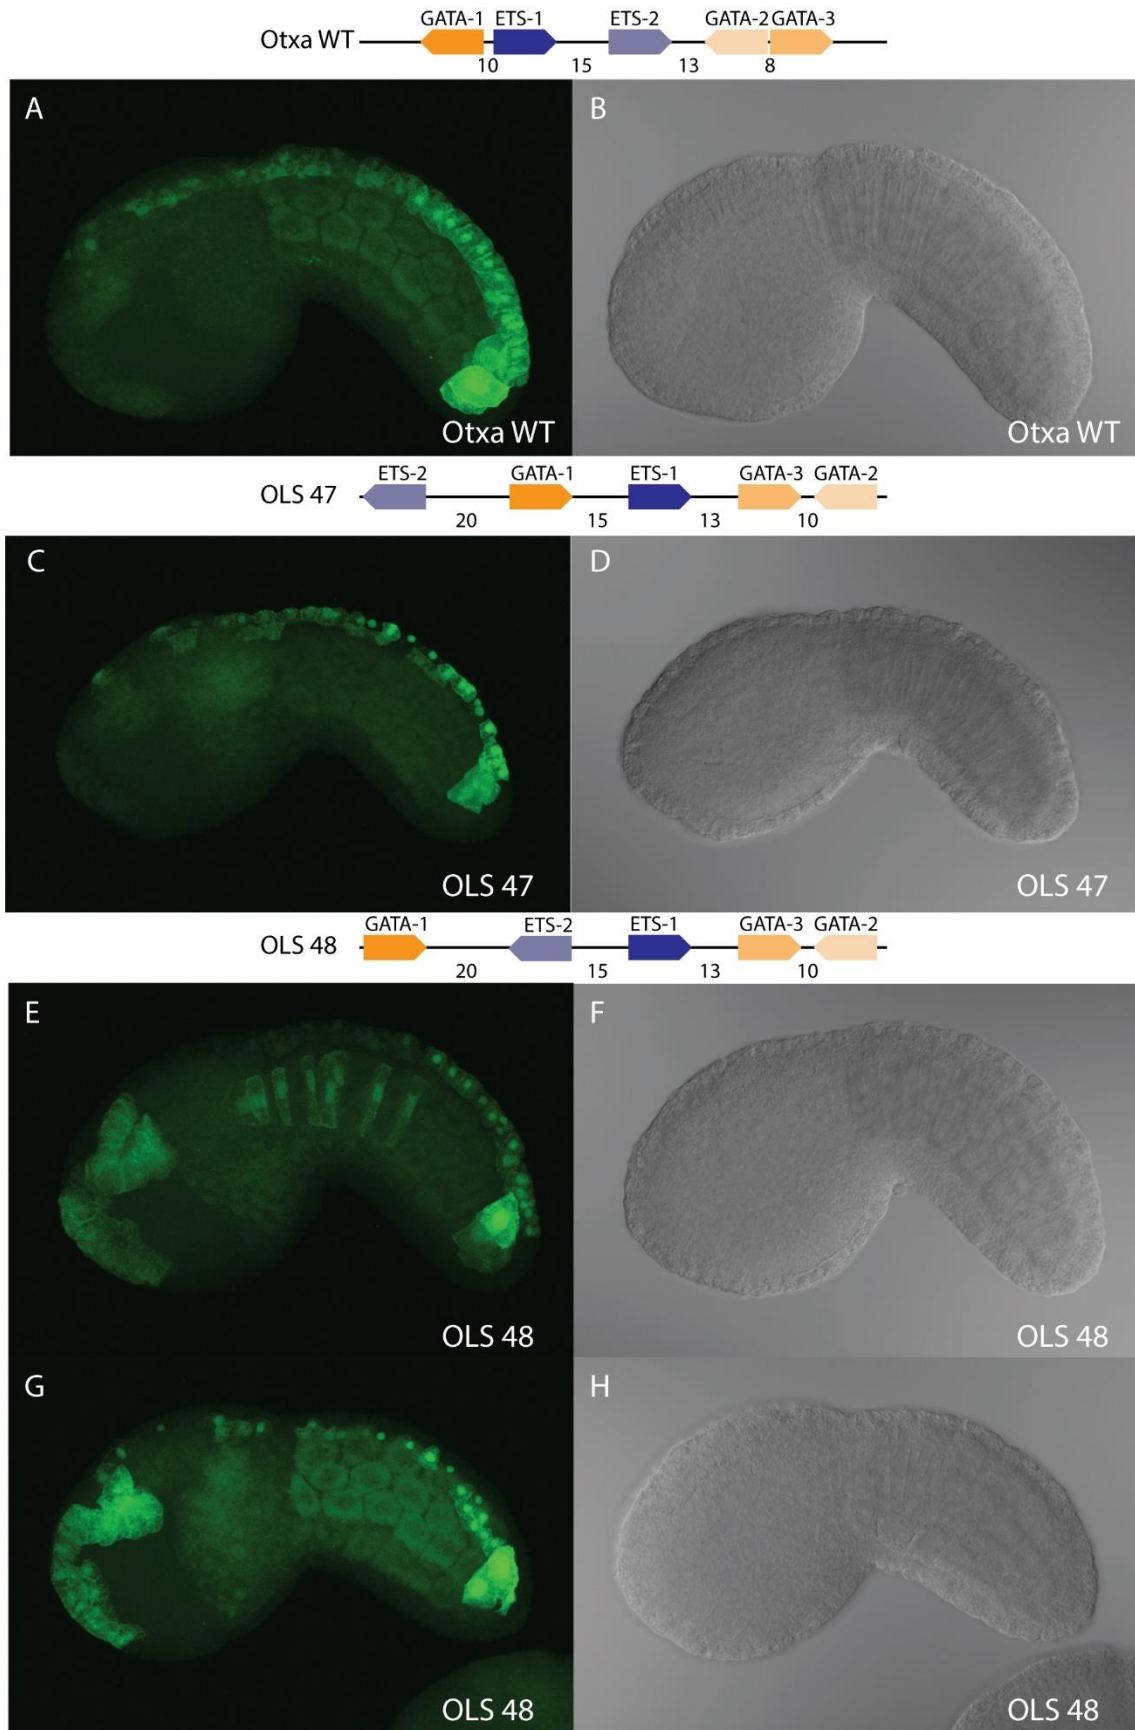 GATA-1 ETS-1 ETS-2 GATA-2 GATA-3
Otxa WT
10 15 13 8
A B
Otxa WT Otxa WT
ETS-2 GATA-1 ETS-1 GATA-3 GATA-2
OLS 47
20 15 13 10
C D
OLS 47 OLS 47
GATA-1 ETS-2 ETS-1 GATA-3 GATA-2
OLS 48
20 15 13 10
E F
OLS 48 OLS 48
G H
OLS 48 OLS 48